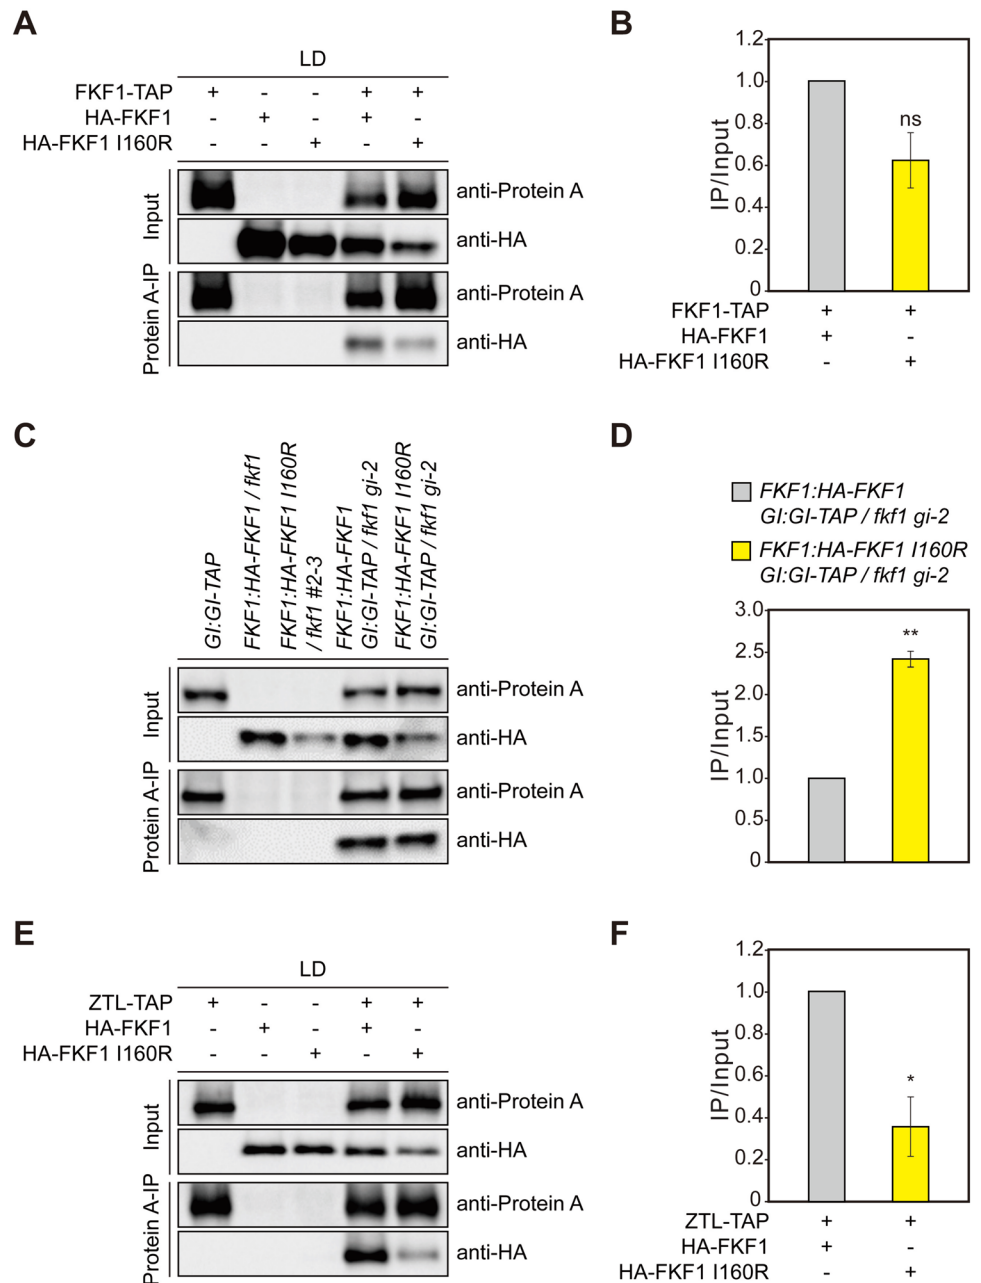 A
LD
FKF1-TAP + - - + +
HA-FKF1 - + - + -
HA-FKF1 I160R - - + - +
Input
anti-Protein A
anti-HA
Protein A-IP
anti-Protein A
anti-HA
B
IP/Input
1.2
1.0
0.8
0.6
0.4
0.2
0
ns
FKF1-TAP + +
HA-FKF1 + -
HA-FKF1 I160R - +
C
GI:GI-TAP
FKF1:HA-FKF1 / fkf1
FKF1:HA-FKF1 I160R
/ fkf1 #2-3
FKF1:HA-FKF1
GI:GI-TAP / fkf1 gi-2
FKF1:HA-FKF1 I160R
GI:GI-TAP / fkf1 gi-2
Input
anti-Protein A
anti-HA
Protein A-IP
anti-Protein A
anti-HA
D
FKF1:HA-FKF1
GI:GI-TAP / fkf1 gi-2
FKF1:HA-FKF1 I160R
GI:GI-TAP / fkf1 gi-2
IP/Input
3.0
2.5
2.0
1.5
1.0
0.5
0
**
E
LD
ZTL-TAP + - - + +
HA-FKF1 - + - + -
HA-FKF1 I160R - - + - +
Input
anti-Protein A
anti-HA
Protein A-IP
anti-Protein A
anti-HA
F
IP/Input
1.2
1.0
0.8
0.6
0.4
0.2
0
*
ZTL-TAP + +
HA-FKF1 + -
HA-FKF1 I160R - +